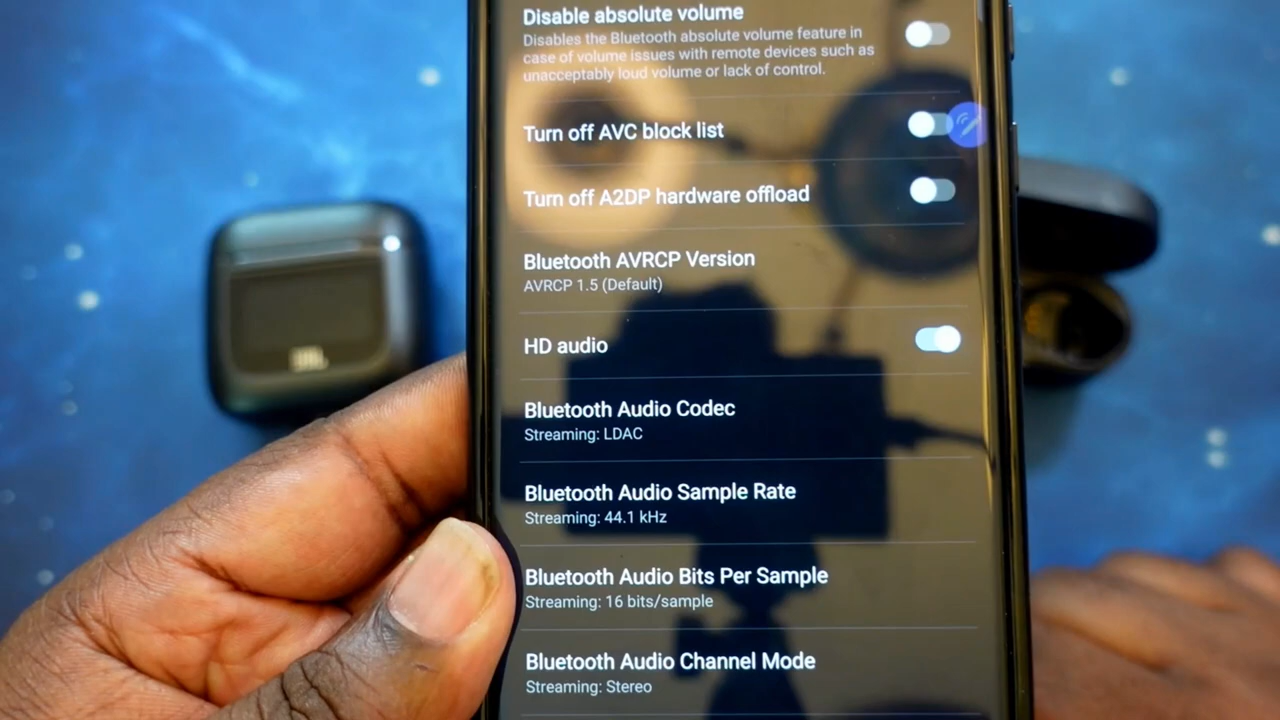 Disable absolute volume
Disables the Bluetooth absolute volume feature in
case of volume issues with remote devices such as
unacceptably loud volume or lack of control.
Turn off AVC block list
Turn off A2DP hardware offload
Bluetooth AVRCP Version
AVRCP 1.5 (Default)
HD audio
Bluetooth Audio Codec
Streaming: LDAC
Bluetooth Audio Sample Rate
Streaming: 44.1 kHz
Bluetooth Audio Bits Per Sample
Streaming: 16 bits/sample
Bluetooth Audio Channel Mode
Streaming: Stereo
JBL